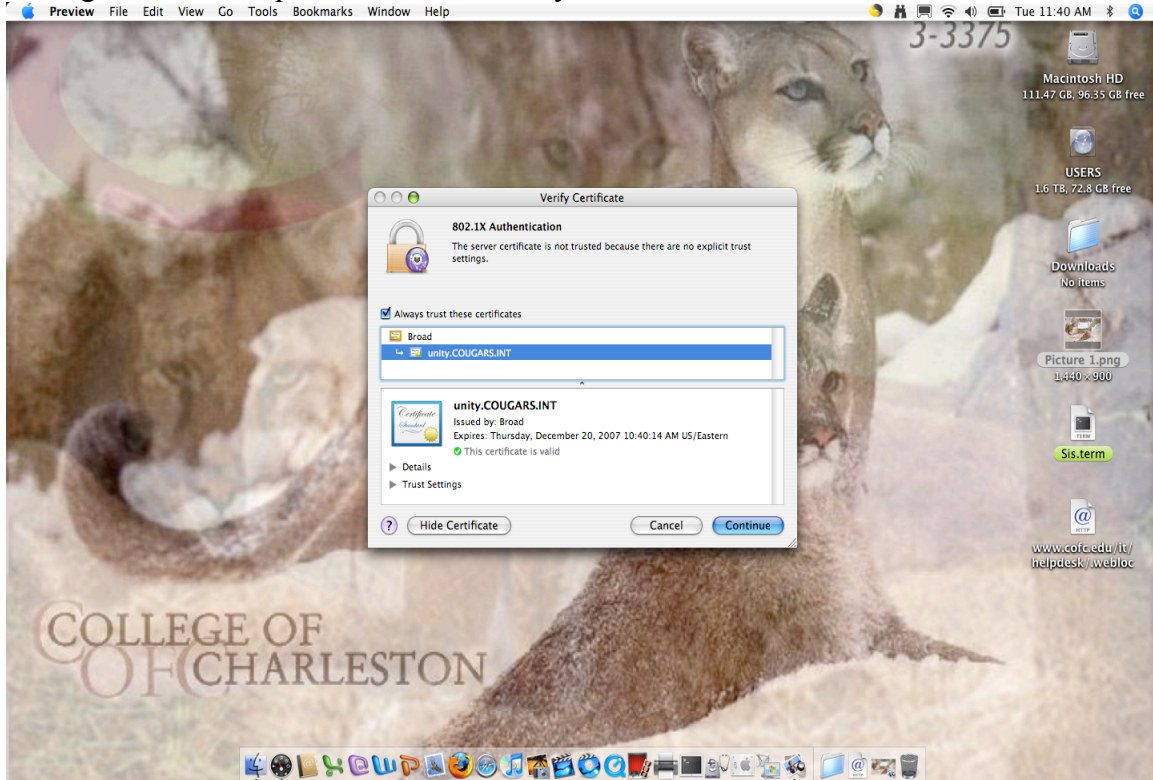 Preview File Edit View Go Tools Bookmarks Window Help Tue 11:40 AM
3-3375
Macintosh HD
111.47 GB, 96.35 GB free
USERS
1.6 TB, 72.8 GB free
Downloads
No items
Picture 1.png
1,440 × 900
TERM
Sis.term
HTTP
www.cofc.edu/it/
helpdesk/.webloc
Verify Certificate
802.1X Authentication
The server certificate is not trusted because there are no explicit trust
settings.
Always trust these certificates
Broad
unity.COUGARS.INT
Certificate
Standard
unity.COUGARS.INT
Issued by: Broad
Expires: Thursday, December 20, 2007 10:40:14 AM US/Eastern
This certificate is valid
Details
Trust Settings
? Hide Certificate Cancel Continue
COLLEGE OF
OF CHARLESTON